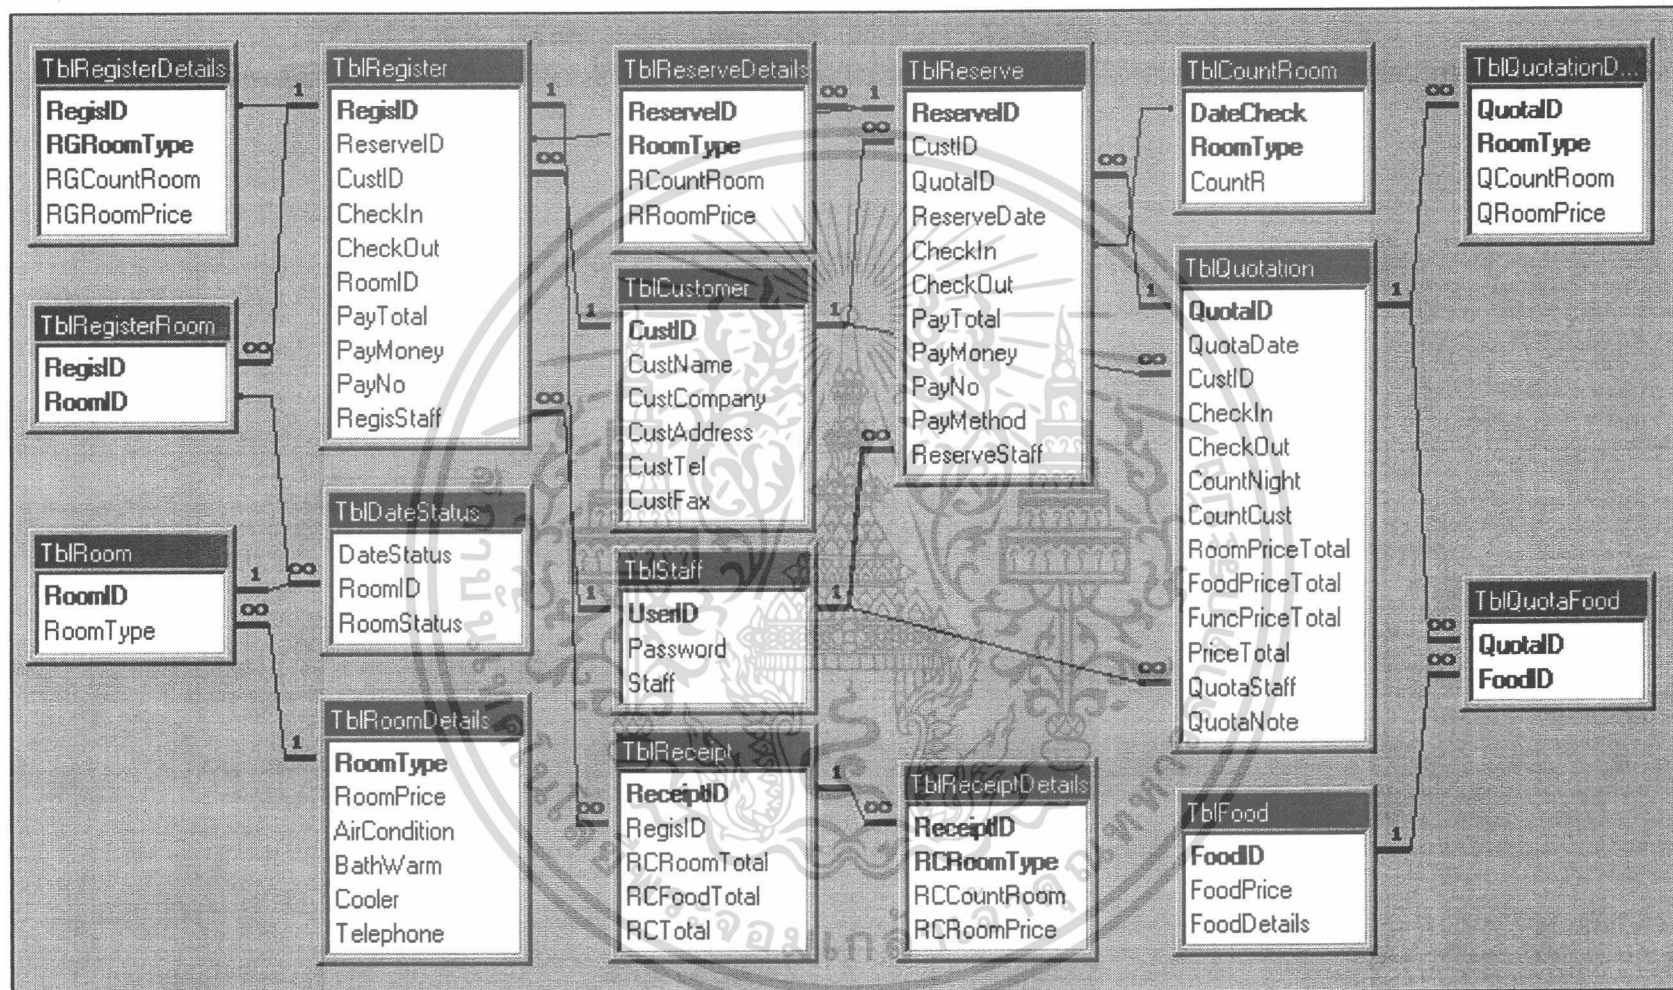 TblRegisterDetails
RegisID
RGRoomType
RGCountRoom
RGRoomPrice
TblRegister
RegisID
ReserveID
CustID
CheckIn
CheckOut
RoomID
PayTotal
PayMoney
PayNo
RegisStaff
TblReserveDetails
ReserveID
RoomType
RCountRoom
RRoomPrice
TblReserve
ReserveID
CustID
QuotaID
ReserveDate
CheckIn
CheckOut
PayTotal
PayMoney
PayNo
PayMethod
ReserveStaff
TblCountRoom
DateCheck
RoomType
CountR
TblQuotationD...
QuotaID
RoomType
QCountRoom
QRoomPrice
TblRegisterRoom
RegisID
RoomID
TblCustomer
CustID
CustName
CustCompany
CustAddress
CustTel
CustFax
TblQuotation
QuotaID
QuotaDate
CustID
CheckIn
CheckOut
CountNight
CountCust
RoomPriceTotal
FoodPriceTotal
FuncPriceTotal
PriceTotal
QuotaStaff
QuotaNote
TblRoom
RoomID
RoomType
TblDateStatus
DateStatus
RoomID
RoomStatus
TblStaff
UserID
Password
Staff
TblQuotaFood
QuotaID
FoodID
TblRoomDetails
RoomType
RoomPrice
AirCondition
BathWarm
Cooler
Telephone
TblReceipt
ReceiptID
RegisID
RCRoomTotal
RCFoodTotal
RCTotal
TblReceiptDetails
ReceiptID
RCRoomType
RCCountRoom
RCRoomPrice
TblFood
FoodID
FoodPrice
FoodDetails